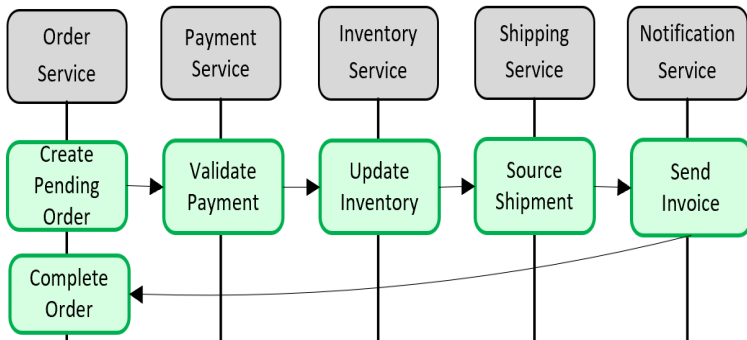 Order
Service
Payment
Service
Inventory
Service
Shipping
Service
Notification
Service
Create
Pending
Order
Validate
Payment
Update
Inventory
Source
Shipment
Send
Invoice
Complete
Order